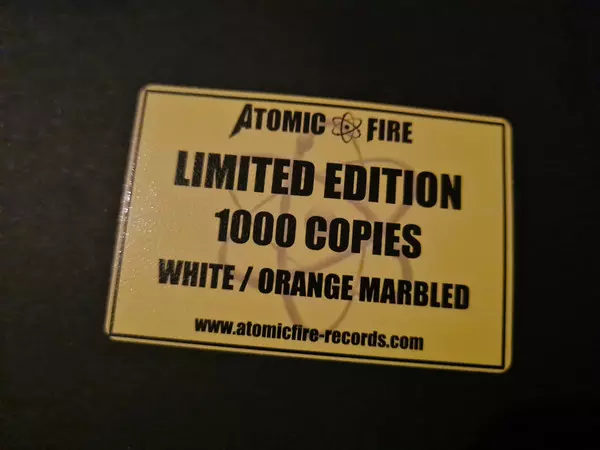 ATOMIC FIRE
LIMITED EDITION
1000 COPIES
WHITE / ORANGE MARBLED
www.atomicfire-records.com